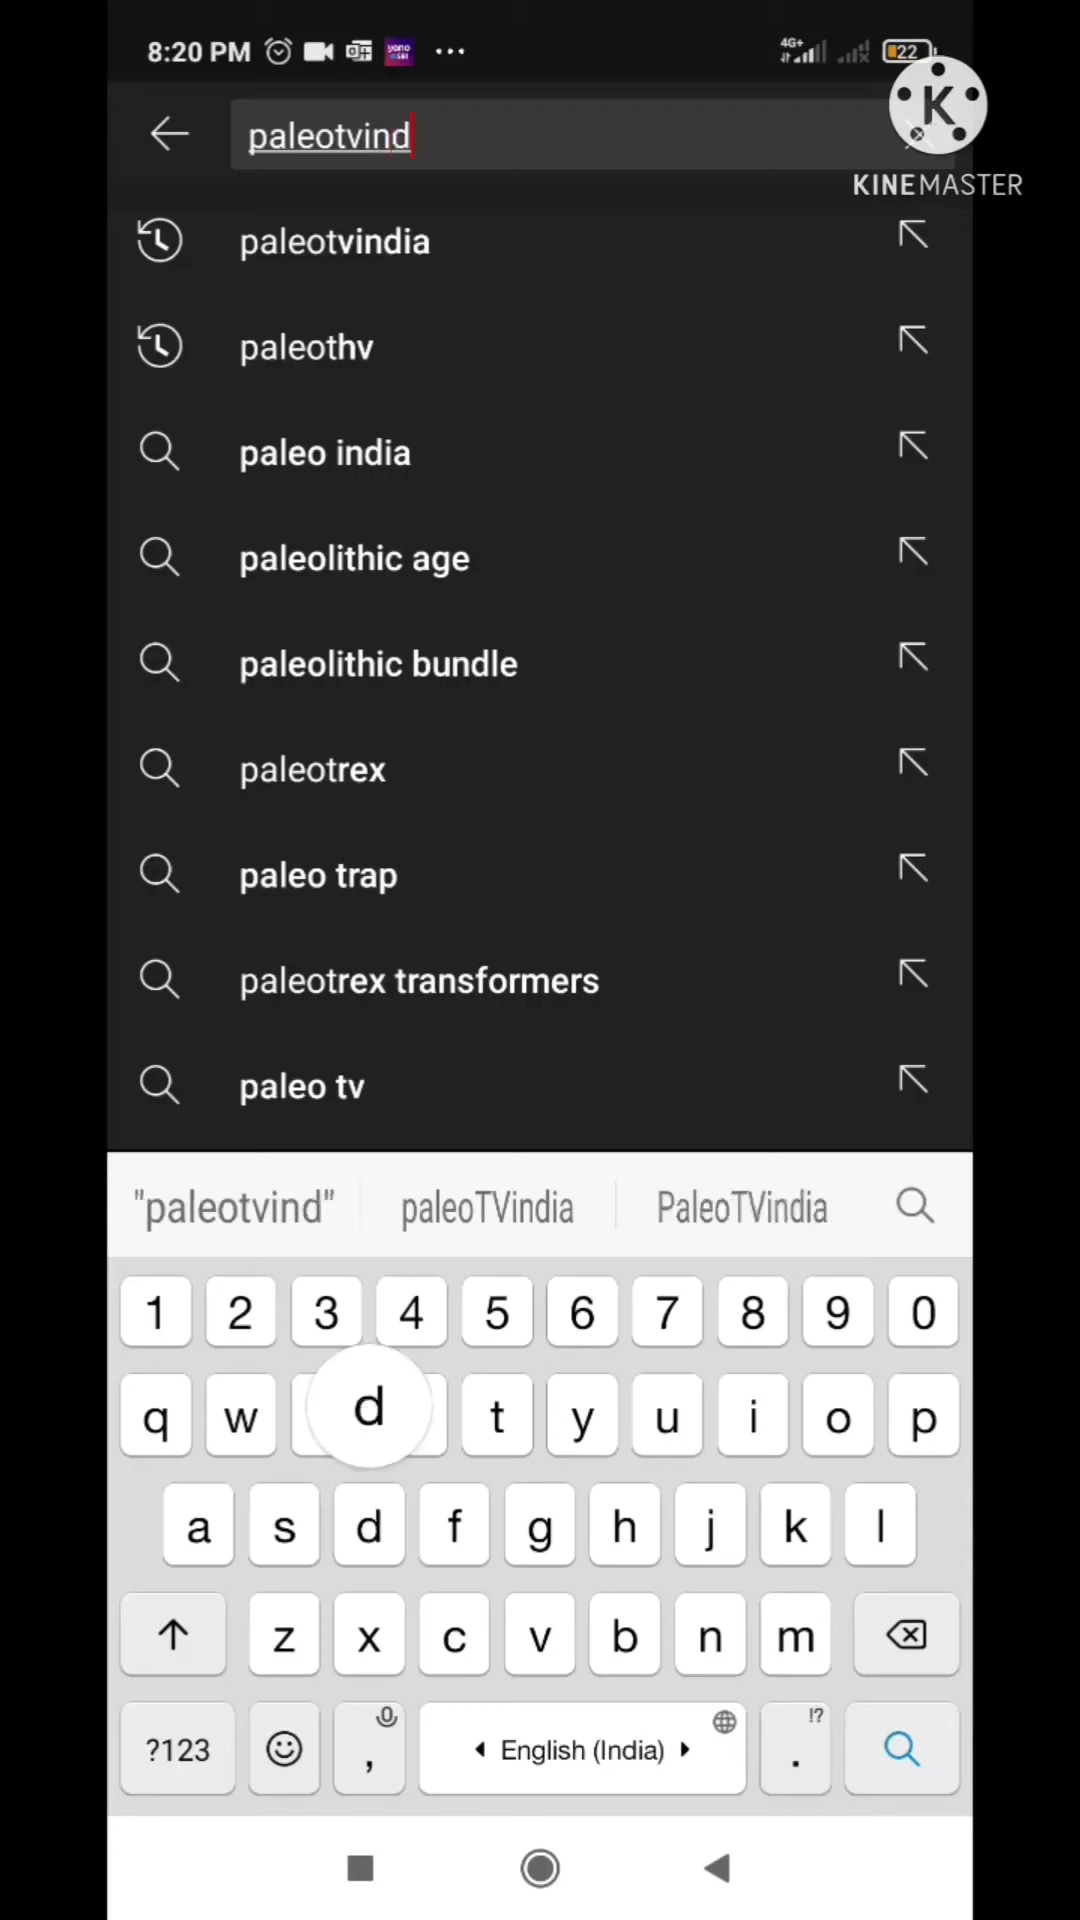 8:20 PM
yono
SBI
4G+
22
paleotvind
K
KINEMASTER
paleotvindia
paleothv
paleo india
paleolithic age
paleolithic bundle
paleotrex
paleo trap
paleotrex transformers
paleo tv
"paleotvind" paleoTVindia PaleoTVindia
1 2 3 4 5 6 7 8 9 0
d
q w t y u i o p
a s d f g h j k l
z x c v b n m
!?
?123 , English (India) .